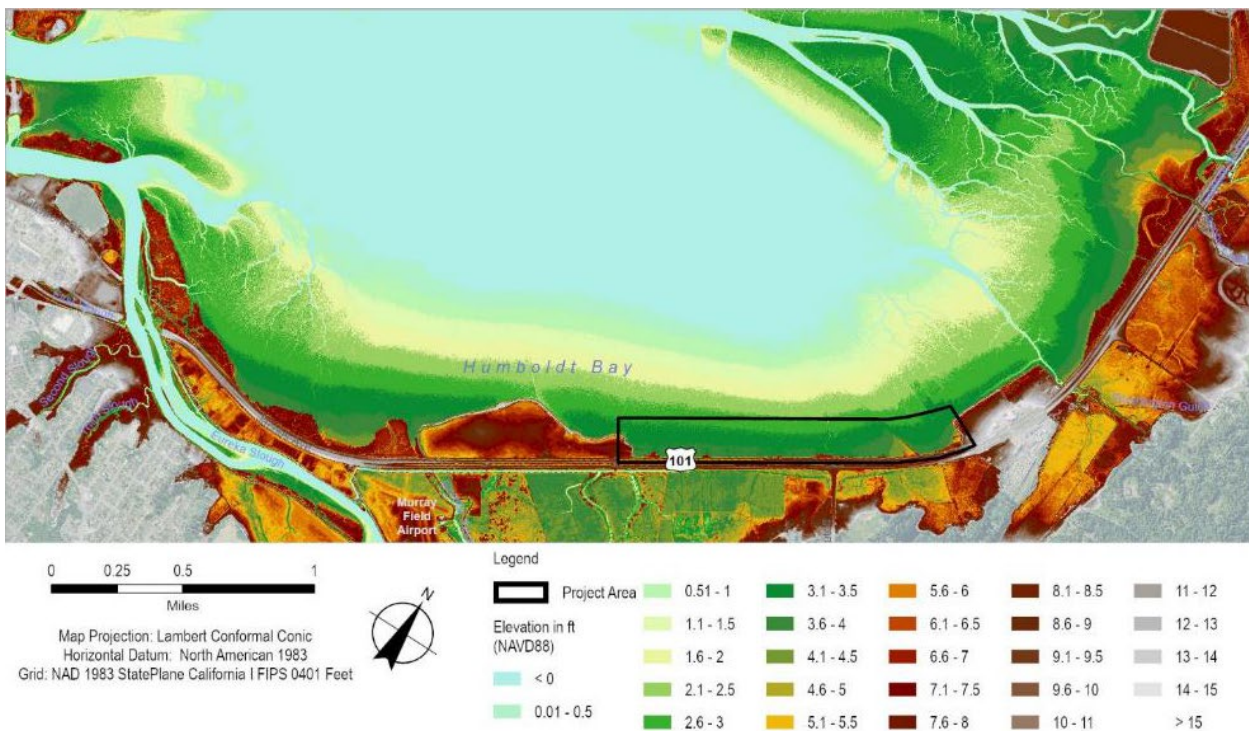 Humboldt Bay
Second Slough
Eureka Slough
101
Murray
Field
Airport
0 0.25 0.5 1
Miles
Map Projection: Lambert Conformal Conic
Horizontal Datum: North American 1983
Grid: NAD 1983 StatePlane California I FIPS 0401 Feet
N
Legend
Project Area
Elevation in ft
(NAVD88)
< 0
0.01 - 0.5
0.51 - 1
1.1 - 1.5
1.6 - 2
2.1 - 2.5
2.6 - 3
3.1 - 3.5
3.6 - 4
4.1 - 4.5
4.6 - 5
5.1 - 5.5
5.6 - 6
6.1 - 6.5
6.6 - 7
7.1 - 7.5
7.6 - 8
8.1 - 8.5
8.6 - 9
9.1 - 9.5
9.6 - 10
10 - 11
11 - 12
12 - 13
13 - 14
14 - 15
> 15